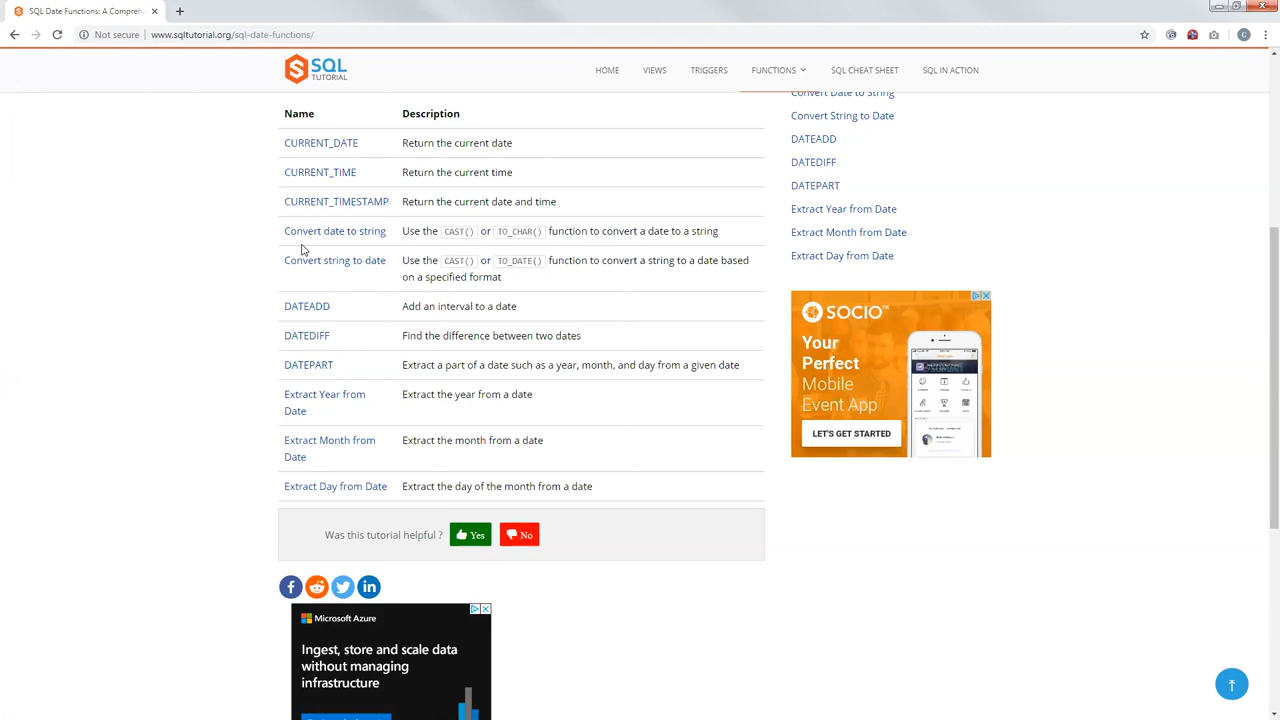 SQL Date Functions: A Compreh
Not secure
www.sqltutorial.org/sql-date-functions/
SQL TUTORIAL
HOME
VIEWS
TRIGGERS
FUNCTIONS
SQL CHEAT SHEET
SQL IN ACTION
Name
Description
CURRENT_DATE
Return the current date
CURRENT_TIME
Return the current time
CURRENT_TIMESTAMP
Return the current date and time
Convert date to string
Use the CAST() or TO_CHAR() function to convert a date to a string
Convert string to date
Use the CAST() or TO_DATE() function to convert a string to a date based
on a specified format
DATEADD
Add an interval to a date
DATEDIFF
Find the difference between two dates
DATEPART
Extract a part of a date such as a year, month, and day from a given date
Extract Year from
Date
Extract the year from a date
Extract Month from
Date
Extract the month from a date
Extract Day from Date
Extract the day of the month from a date
Was this tutorial helpful ?
Yes
No
Microsoft Azure
Ingest, store and scale data
without managing
infrastructure
Convert Date to String
Convert String to Date
DATEADD
DATEDIFF
DATEPART
Extract Year from Date
Extract Month from Date
Extract Day from Date
SOCIO™
Your
Perfect
Mobile
Event App
LET'S GET STARTED